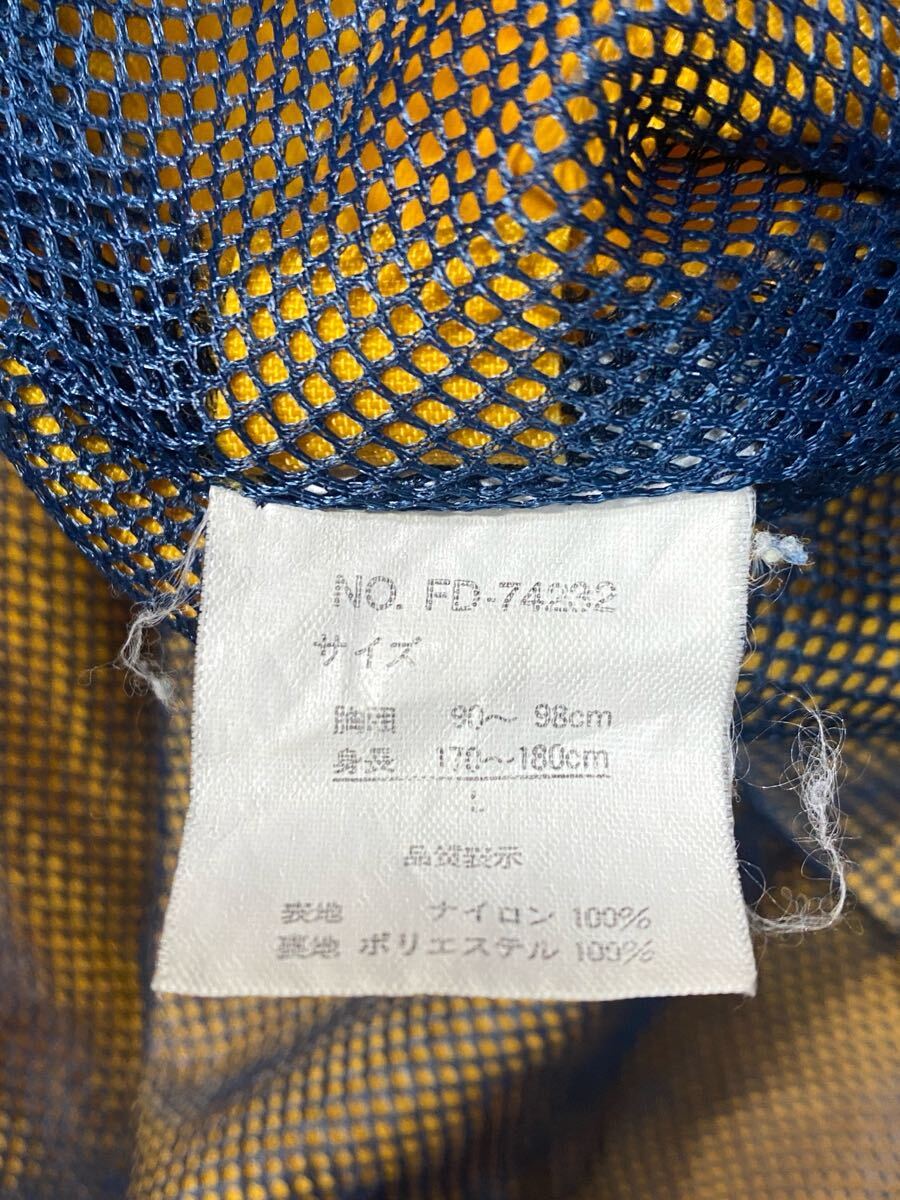 NO. FD-74232
サイズ
胸囲 90〜 98cm
身長 170〜180cm
L
品質表示
表地 ナイロン 100%
裏地 ポリエステル 100%